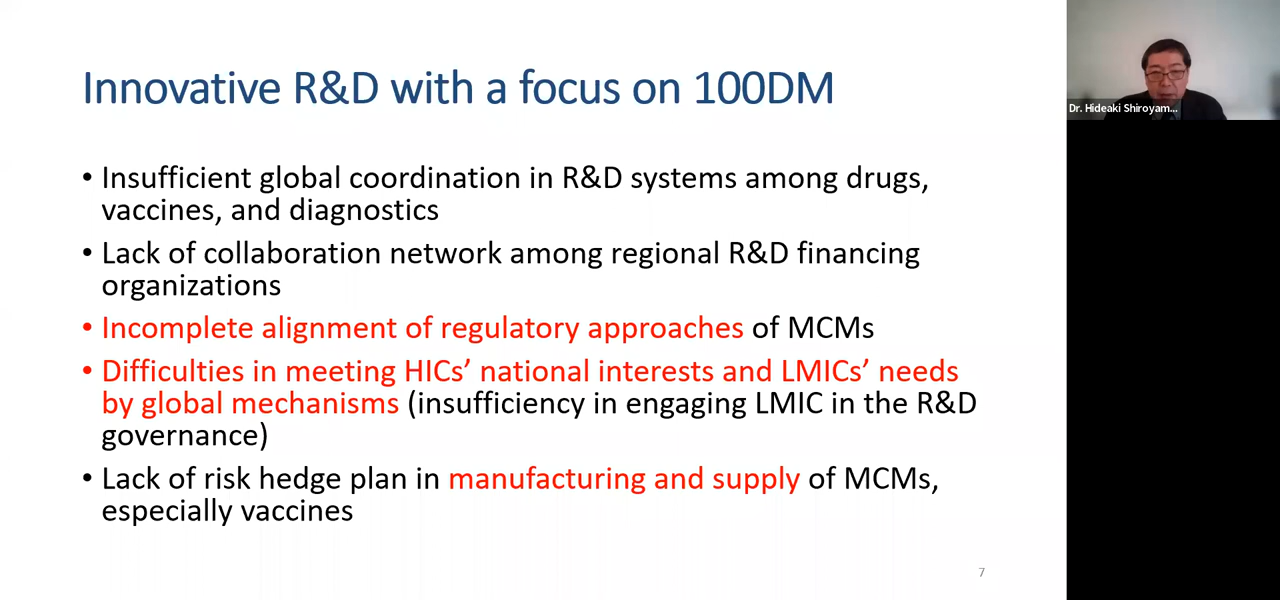 Innovative R&D with a focus on 100DM
• Insufficient global coordination in R&D systems among drugs,
vaccines, and diagnostics
• Lack of collaboration network among regional R&D financing
organizations
• Incomplete alignment of regulatory approaches of MCMs
• Difficulties in meeting HICs’ national interests and LMICs’ needs
by global mechanisms (insufficiency in engaging LMIC in the R&D
governance)
• Lack of risk hedge plan in manufacturing and supply of MCMs,
especially vaccines
7
Dr. Hideaki Shiroyam...